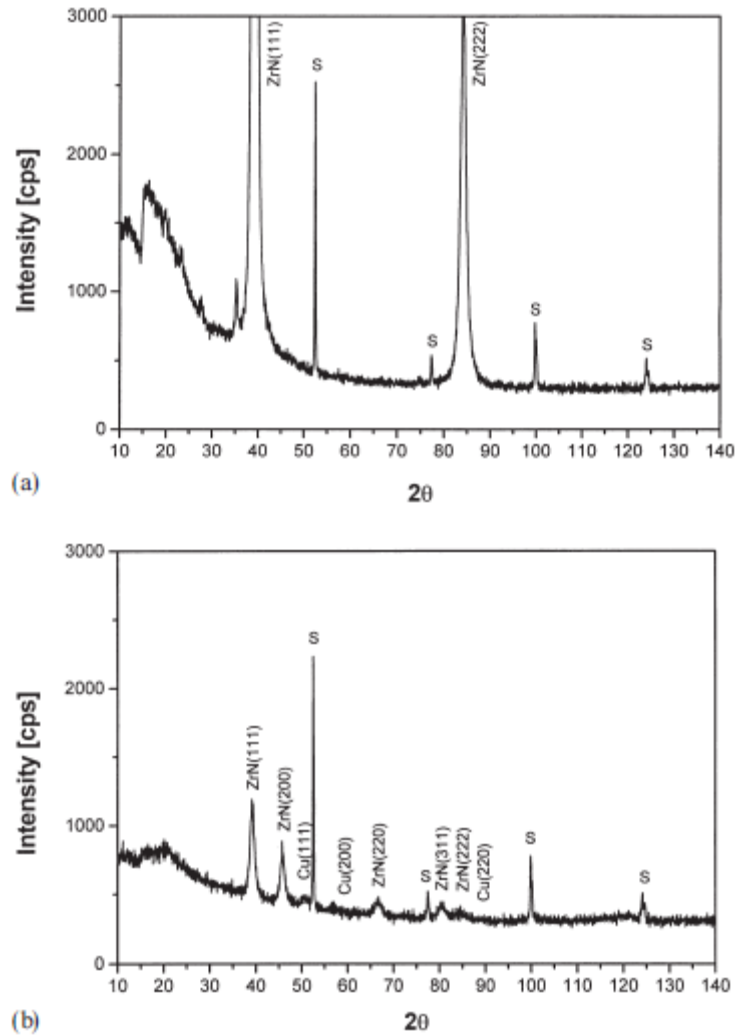 3000
2000
1000
0
Intensity [cps]
ZrN(111)
S
S
ZrN(222)
S
S
10 20 30 40 50 60 70 80 90 100 110 120 130 140
2θ
(a)
3000
2000
1000
0
Intensity [cps]
ZrN(111)
ZrN(200)
Cu(111)
S
Cu(200)
ZrN(220)
S
ZrN(311)
ZrN(222)
Cu(220)
S
S
10 20 30 40 50 60 70 80 90 100 110 120 130 140
2θ
(b)